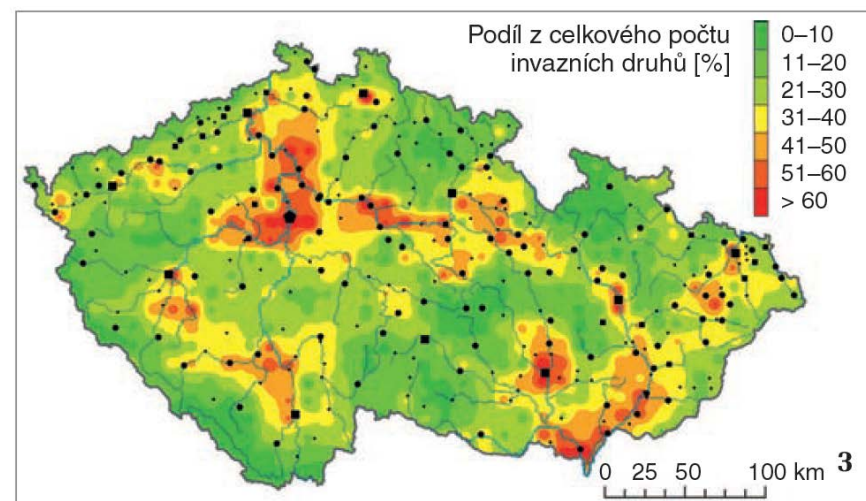 Podíl z celkového počtu
invazních druhů [%]
0–10
11–20
21–30
31–40
41–50
51–60
> 60
3
0 25 50 100 km